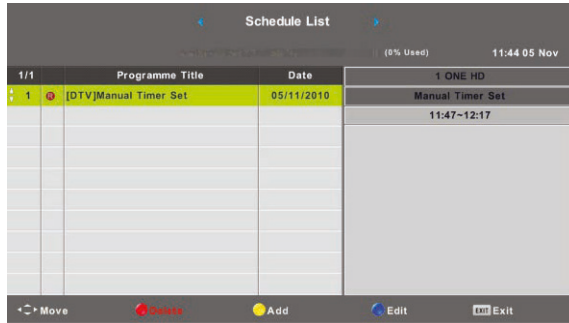 Schedule List
(0% Used) 11:44 05 Nov
1/1 Programme Title Date 1 ONE HD
1 R [DTV]Manual Timer Set 05/11/2010 Manual Timer Set
11:47~12:17
Move Delete Add Edit EXIT Exit